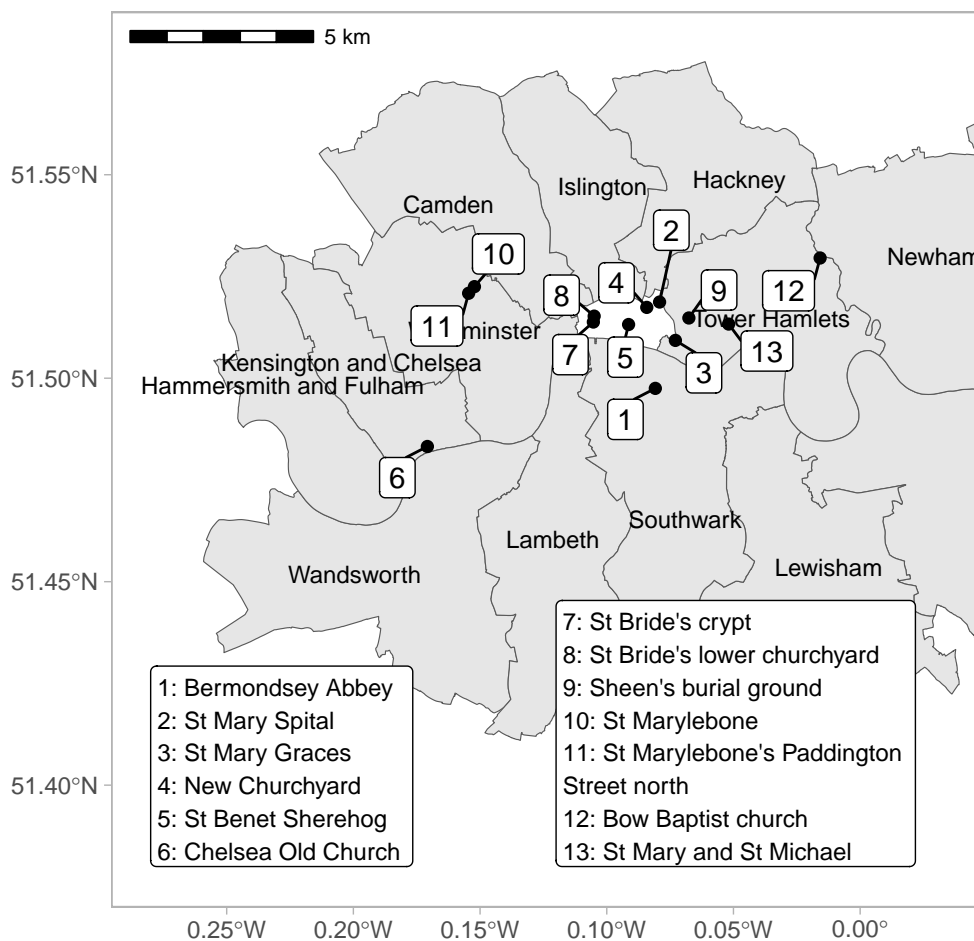 5 km
51.55°N
51.50°N
51.45°N
51.40°N
Islington
Hackney
Camden
2
10
Newham
9
4
8
12
11
minster
Tower Hamlets
7
5
13
Kensington and Chelsea
3
Hammersmith and Fulham
1
6
Southwark
Lambeth
Wandsworth
Lewisham
1: Bermondsey Abbey
2: St Mary Spital
3: St Mary Graces
4: New Churchyard
5: St Benet Sherehog
6: Chelsea Old Church
7: St Bride's crypt
8: St Bride's lower churchyard
9: Sheen's burial ground
10: St Marylebone
11: St Marylebone's Paddington
Street north
12: Bow Baptist church
13: St Mary and St Michael
0.25°W
0.20°W
0.15°W
0.10°W
0.05°W
0.00°